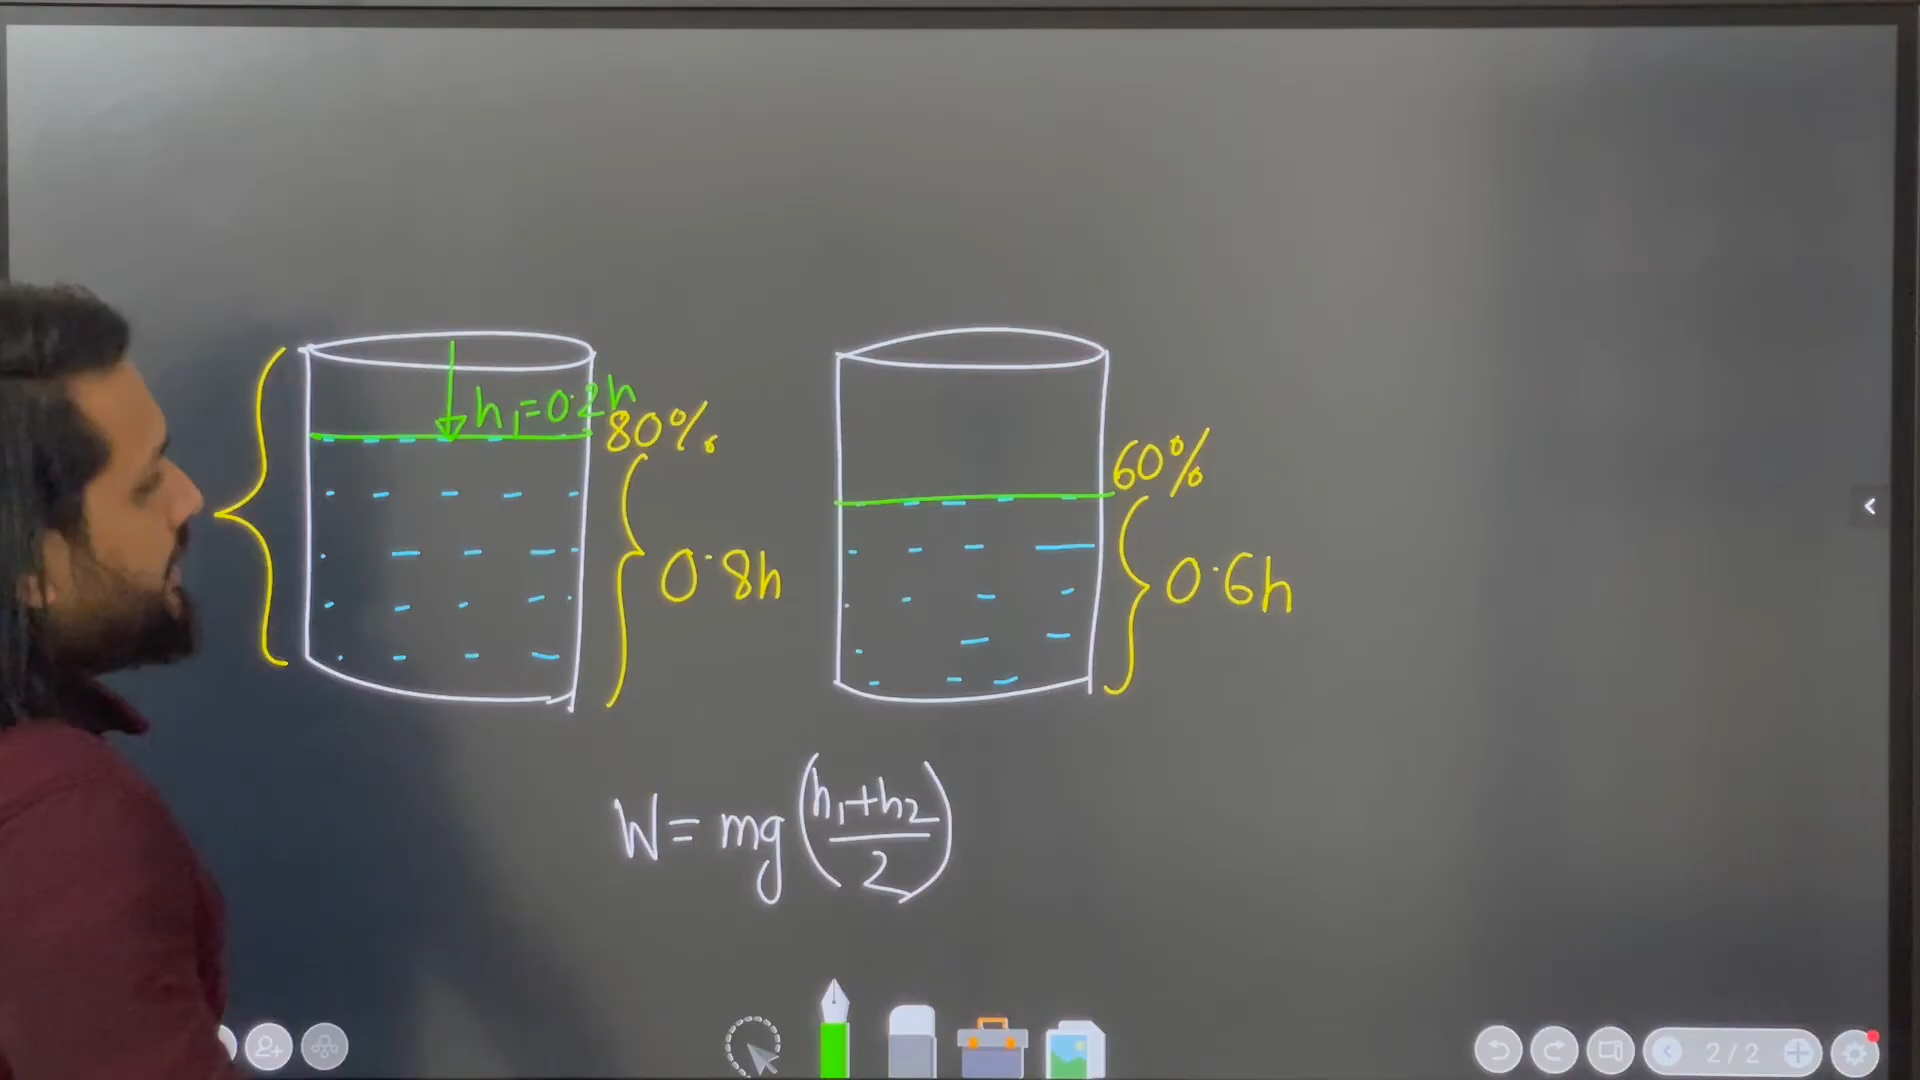 h₁=0.2h
80%
60%
0.8h
0.6h
W = mg(h₁+h₂/2)
2/2